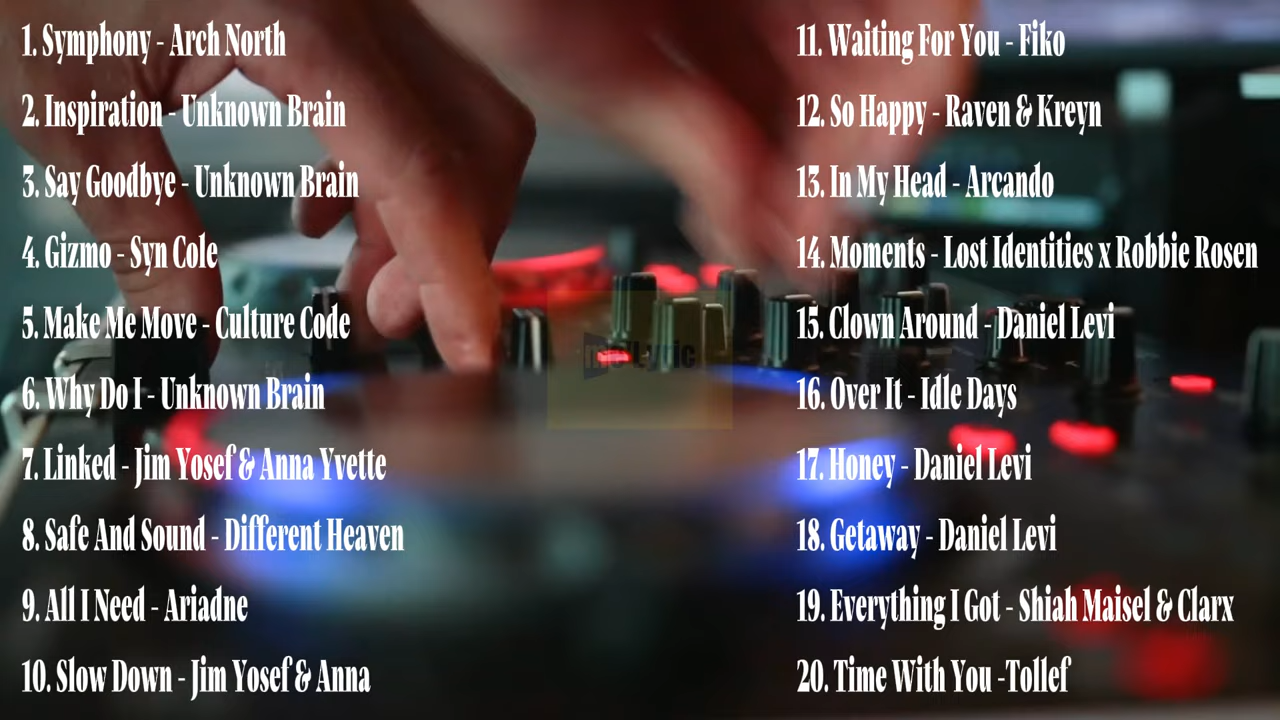 1. Symphony - Arch North
2. Inspiration - Unknown Brain
3. Say Goodbye - Unknown Brain
4. Gizmo - Syn Cole
5. Make Me Move - Culture Code
6. Why Do I - Unknown Brain
7. Linked - Jim Yosef & Anna Yvette
8. Safe And Sound - Different Heaven
9. All I Need - Ariadne
10. Slow Down - Jim Yosef & Anna
11. Waiting For You - Fiko
12. So Happy - Raven & Kreyn
13. In My Head - Arcando
14. Moments - Lost Identities x Robbie Rosen
15. Clown Around - Daniel Levi
16. Over It - Idle Days
17. Honey - Daniel Levi
18. Getaway - Daniel Levi
19. Everything I Got - Shiah Maisel & Clarx
20. Time With You -Tollef